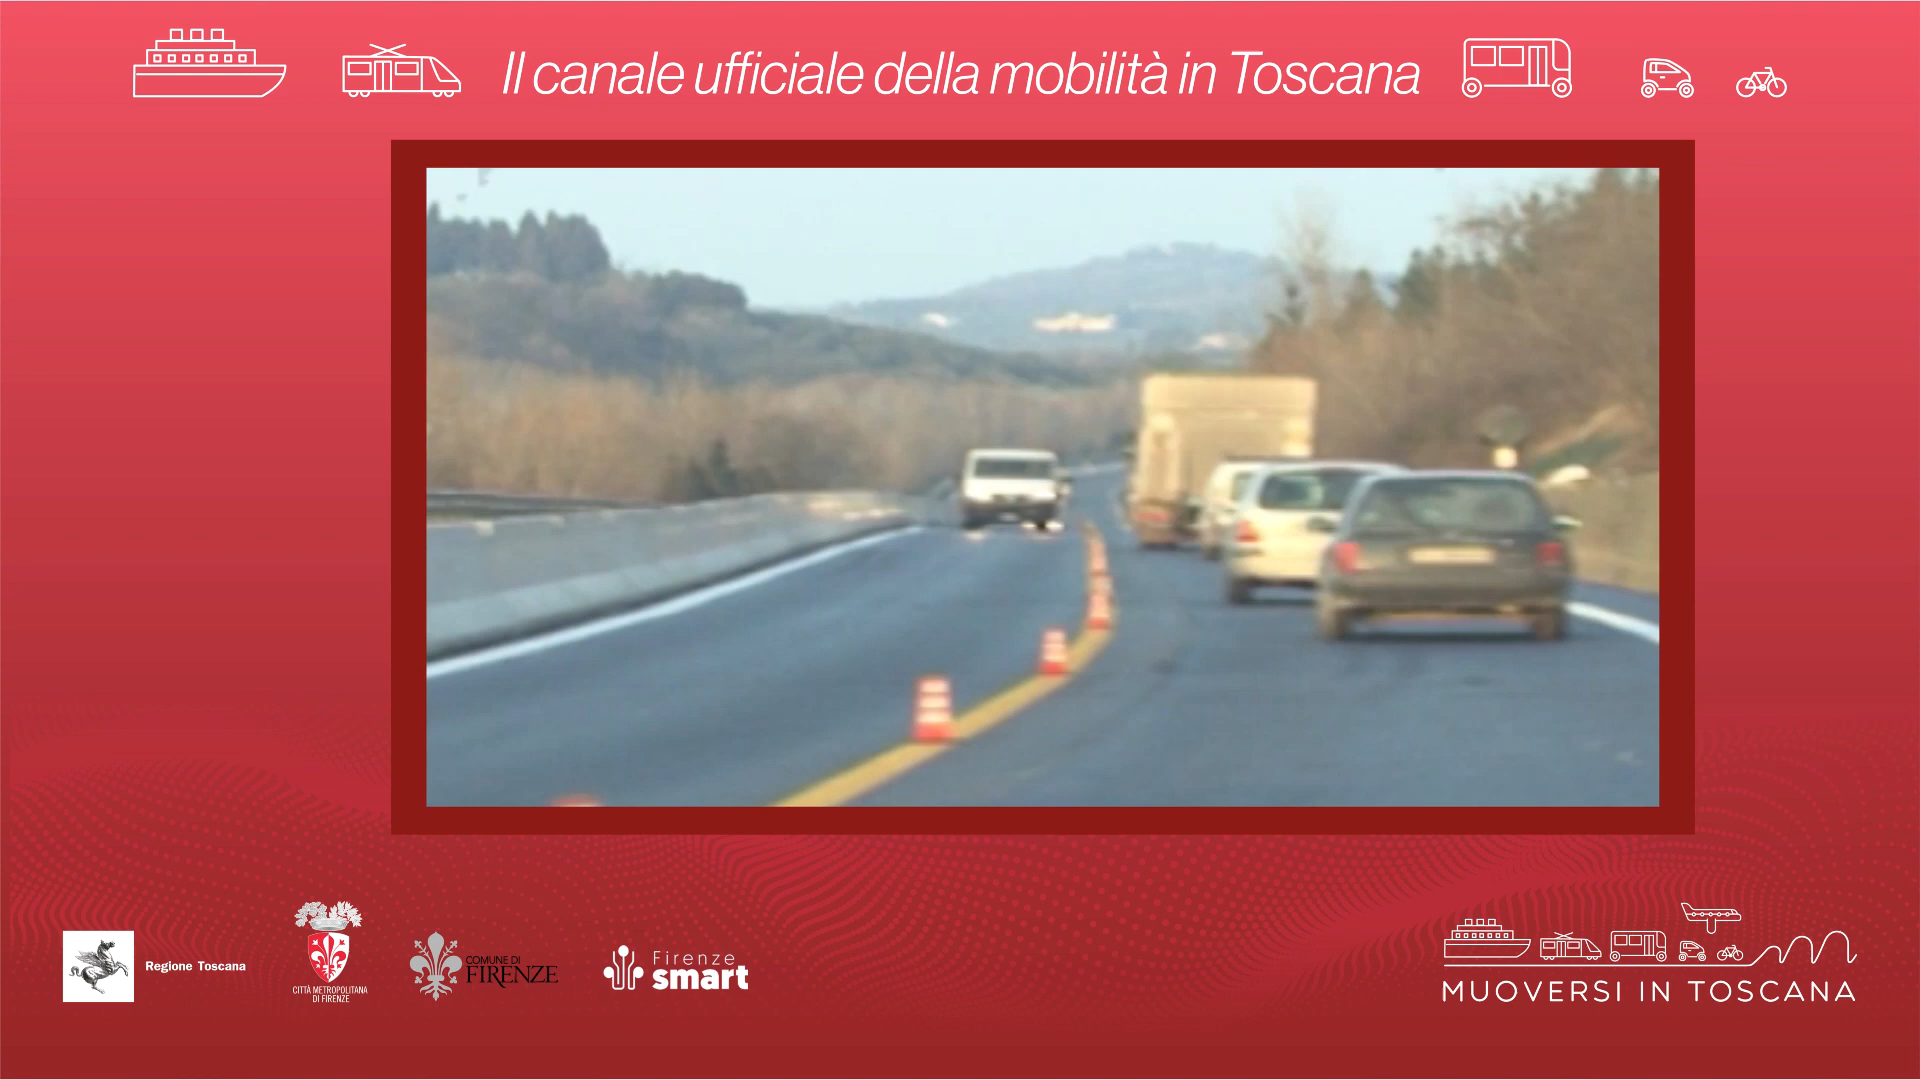 Il canale ufficiale della mobilità in Toscana
Regione Toscana
CITTÀ METROPOLITANA
DI FIRENZE
COMUNE DI
FIRENZE
Firenze
smart
MUOVERSI IN TOSCANA